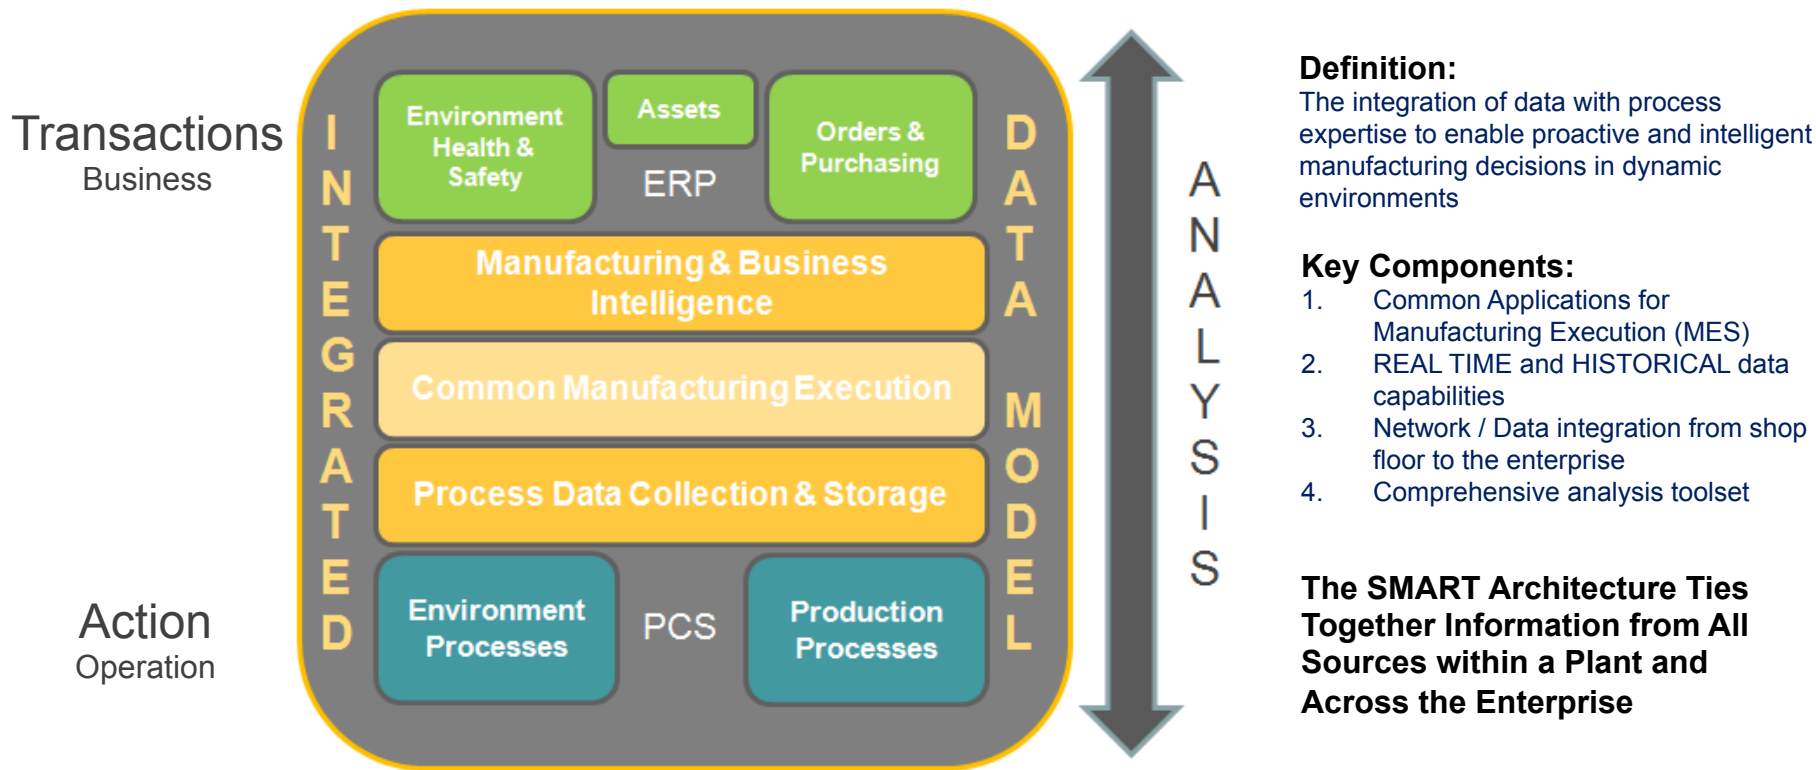 Transactions
Business
Action
Operation
INTEGRATED
Environment
Health &
Safety
Assets
ERP
Orders &
Purchasing
Manufacturing & Business
Intelligence
Common Manufacturing Execution
Process Data Collection & Storage
Environment
Processes
PCS
Production
Processes
DATA MODEL
ANALYSIS
Definition:
The integration of data with process
expertise to enable proactive and intelligent
manufacturing decisions in dynamic
environments
Key Components:
1. Common Applications for
Manufacturing Execution (MES)
2. REAL TIME and HISTORICAL data
capabilities
3. Network / Data integration from shop
floor to the enterprise
4. Comprehensive analysis toolset
The SMART Architecture Ties
Together Information from All
Sources within a Plant and
Across the Enterprise